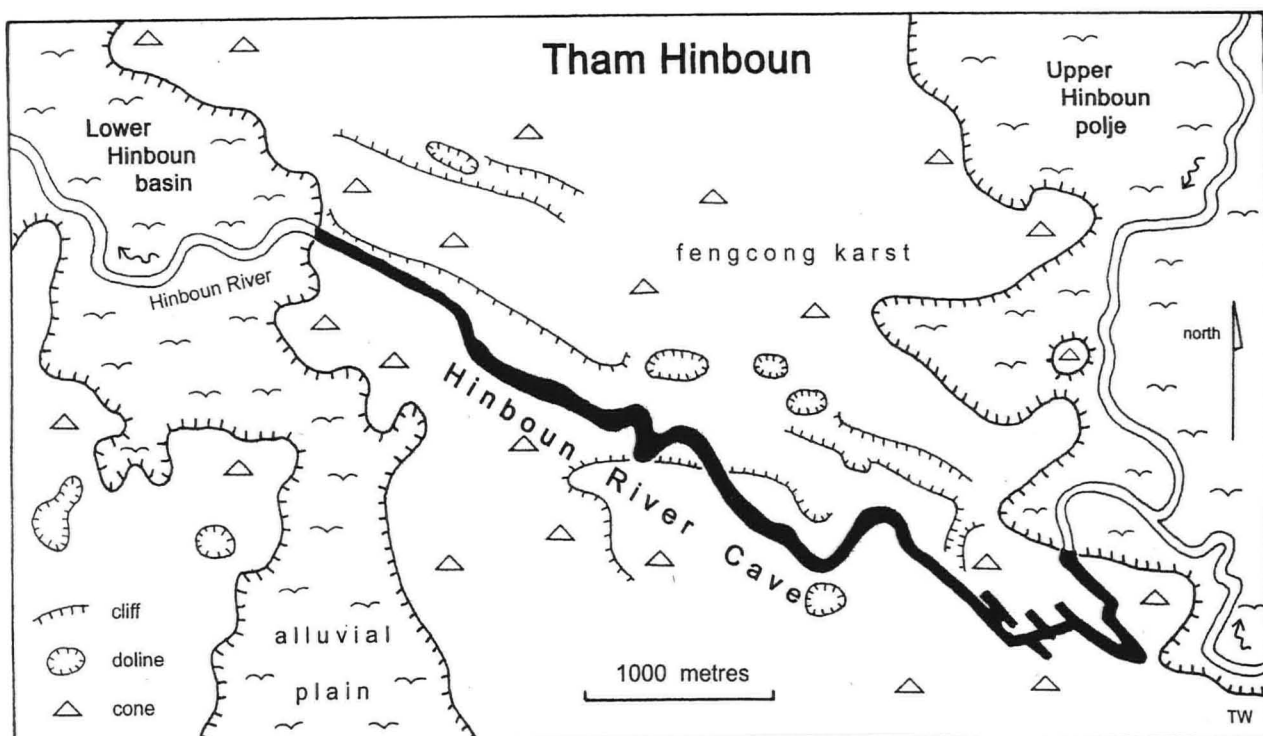 Tham Hinboun
Upper
Hinboun
polje
Lower
Hinboun
basin
fengcong karst
Hinboun River
north
Hinboun River Cave
cliff
doline
cone
alluvial
plain
1000 metres
TW